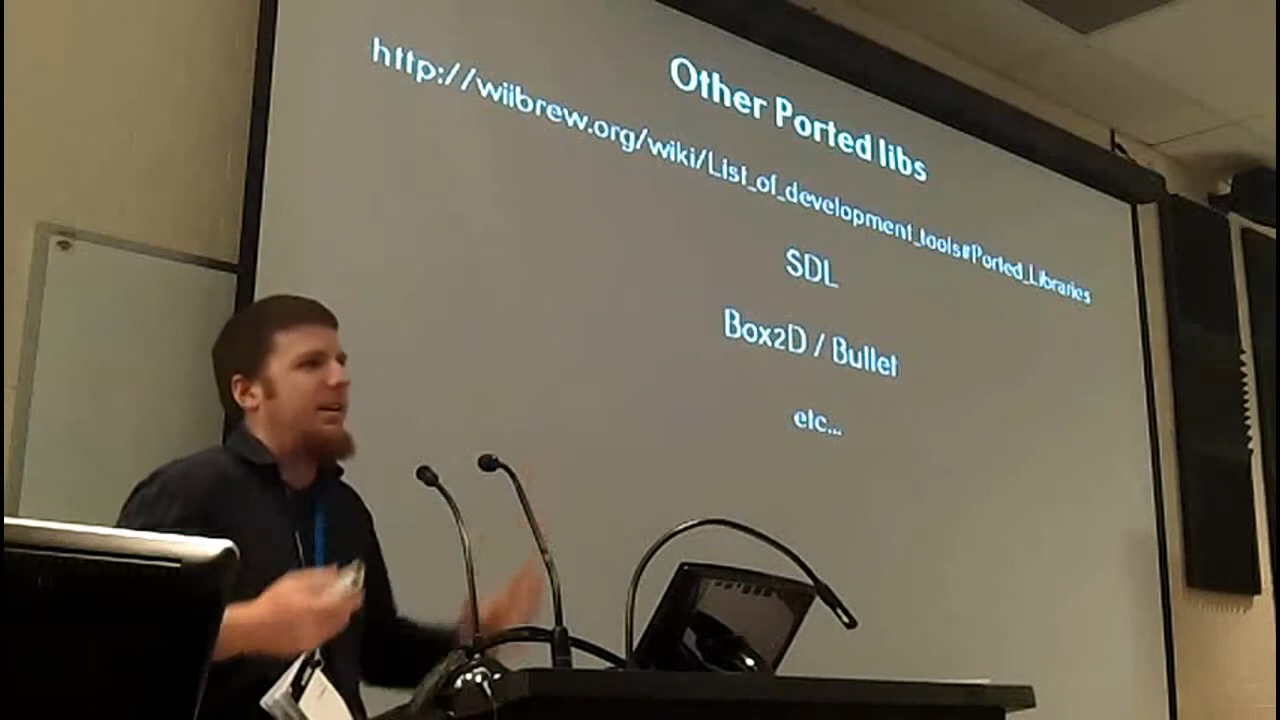 Other Ported libs
http://wiibrew.org/wiki/List_of_development_tools#Ported_Libraries
SDL
Box2D / Bullet
etc...